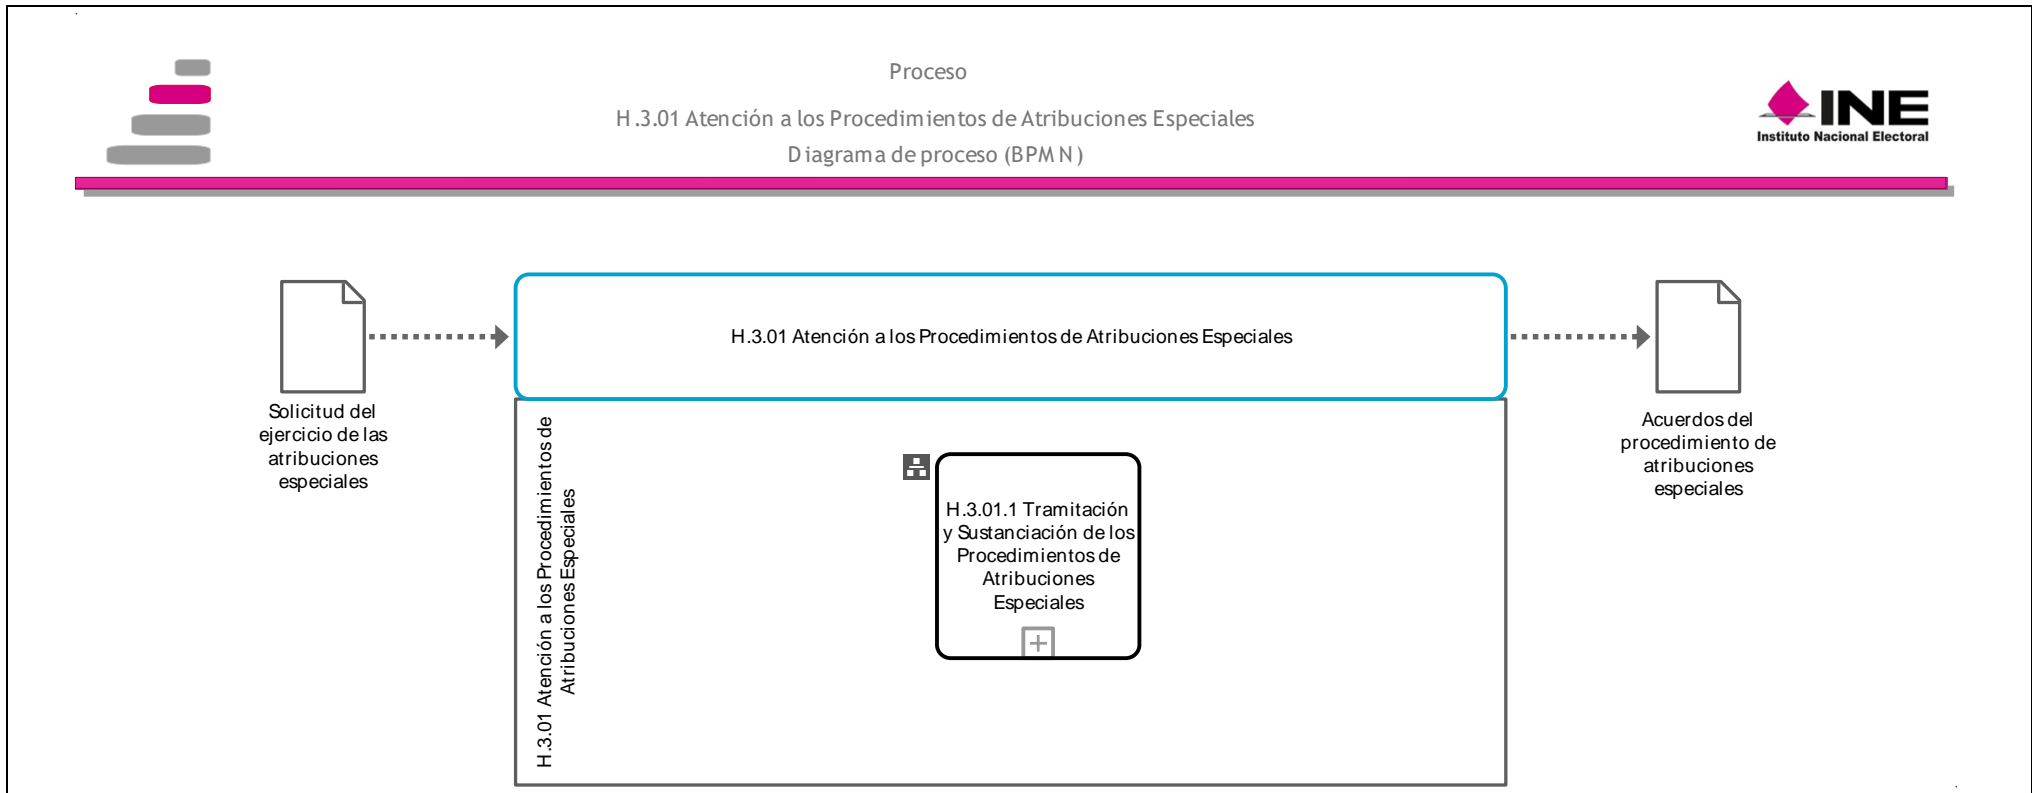 Proceso
H.3.01 Atención a los Procedimientos de Atribuciones Especiales
Diagrama de proceso (BPMN)
INE
Instituto Nacional Electoral
H.3.01 Atención a los Procedimientos de Atribuciones Especiales
Solicitud del
ejercicio de las
atribuciones
especiales
H.3.01 Atención a los Procedimientos de
Atribuciones Especiales
H.3.01.1 Tramitación
y Sustanciación de los
Procedimientos de
Atribuciones
Especiales
Acuerdos del
procedimiento de
atribuciones
especiales